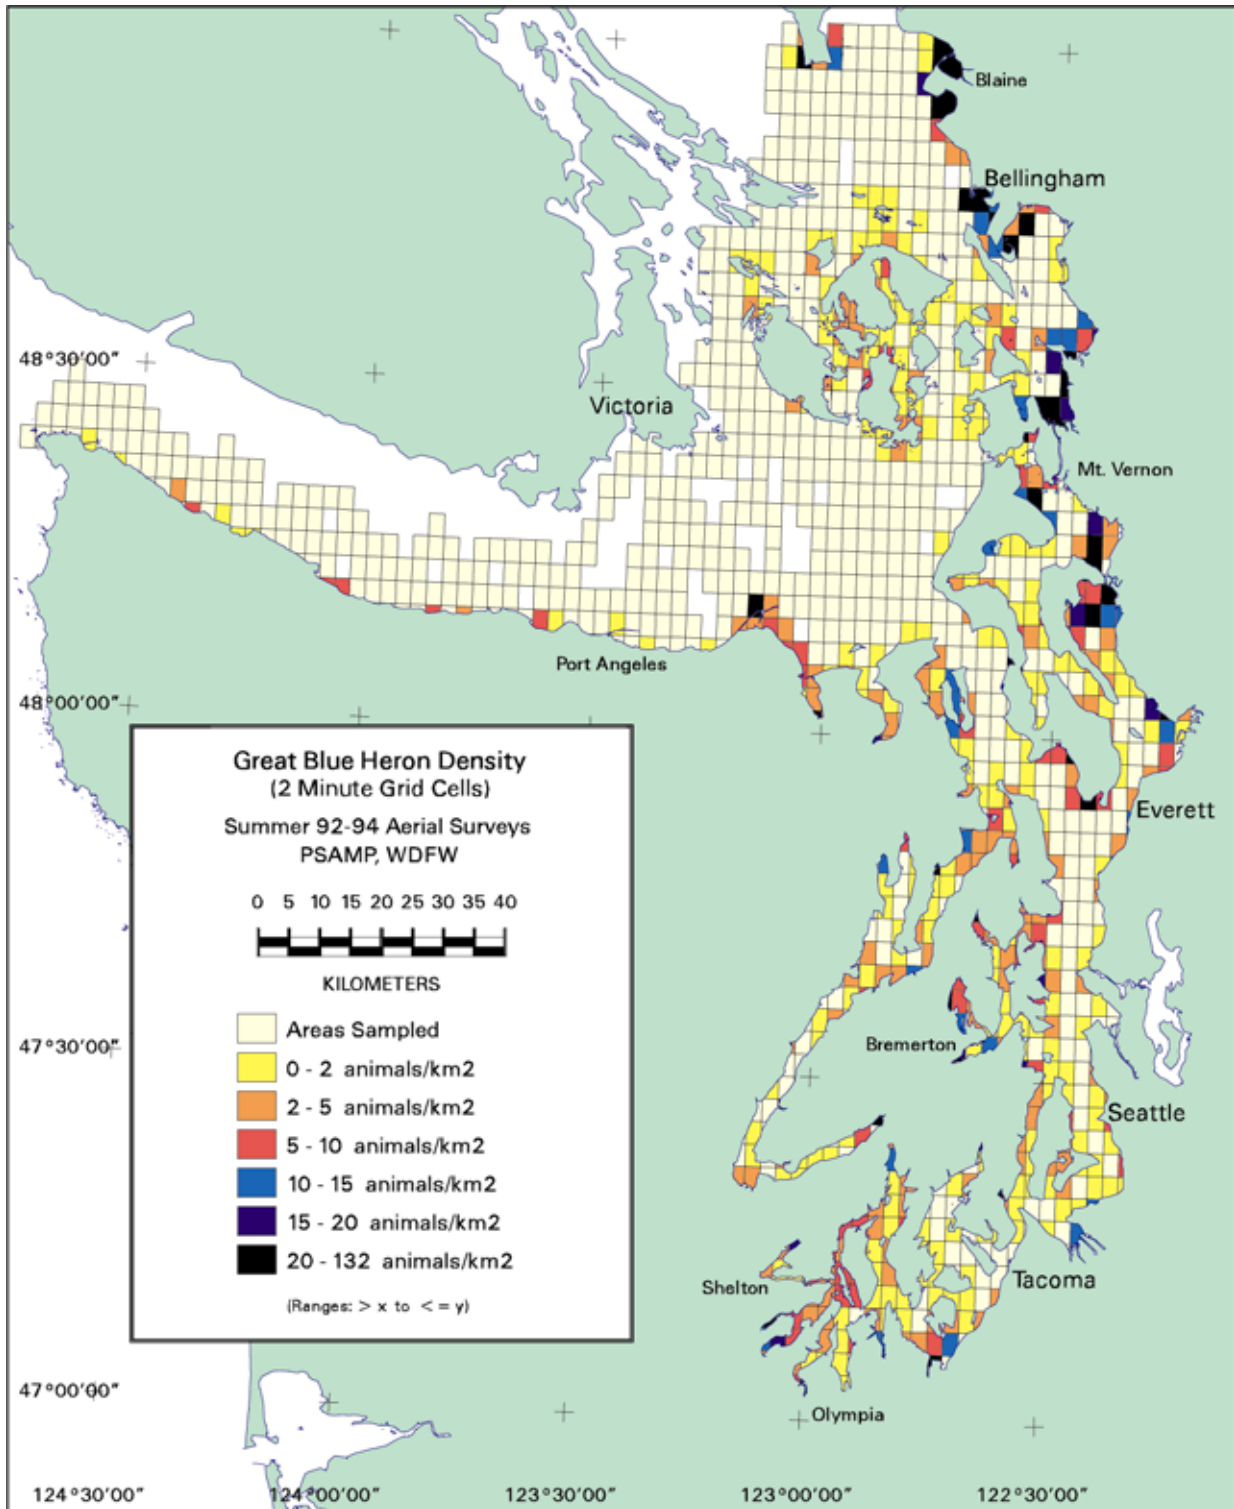 Blaine
Bellingham
48°30'00"
Victoria
Mt. Vernon
Port Angeles
48°00'00"
Great Blue Heron Density
(2 Minute Grid Cells)
Summer 92-94 Aerial Surveys
PSAMP, WDFW
0 5 10 15 20 25 30 35 40
KILOMETERS
Areas Sampled
0 - 2 animals/km2
2 - 5 animals/km2
5 - 10 animals/km2
10 - 15 animals/km2
15 - 20 animals/km2
20 - 132 animals/km2
(Ranges: > x to < = y)
Everett
47°30'00"
Bremerton
Seattle
Shelton
Tacoma
47°00'00"
Olympia
124°30'00" 124°00'00" 123°30'00" 123°00'00" 122°30'00"